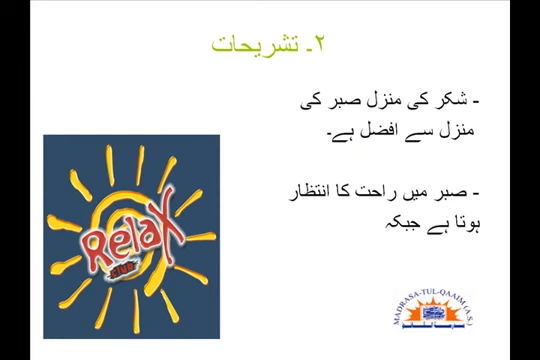 ۲۔ تشریحات
- شکر کی منزل صبر کی
منزل سے افضل ہے۔
- صبر میں راحت کا انتظار
ہوتا ہے جبکہ
Relax
club
MADRASA-TUL-QAAIM (A.S.)